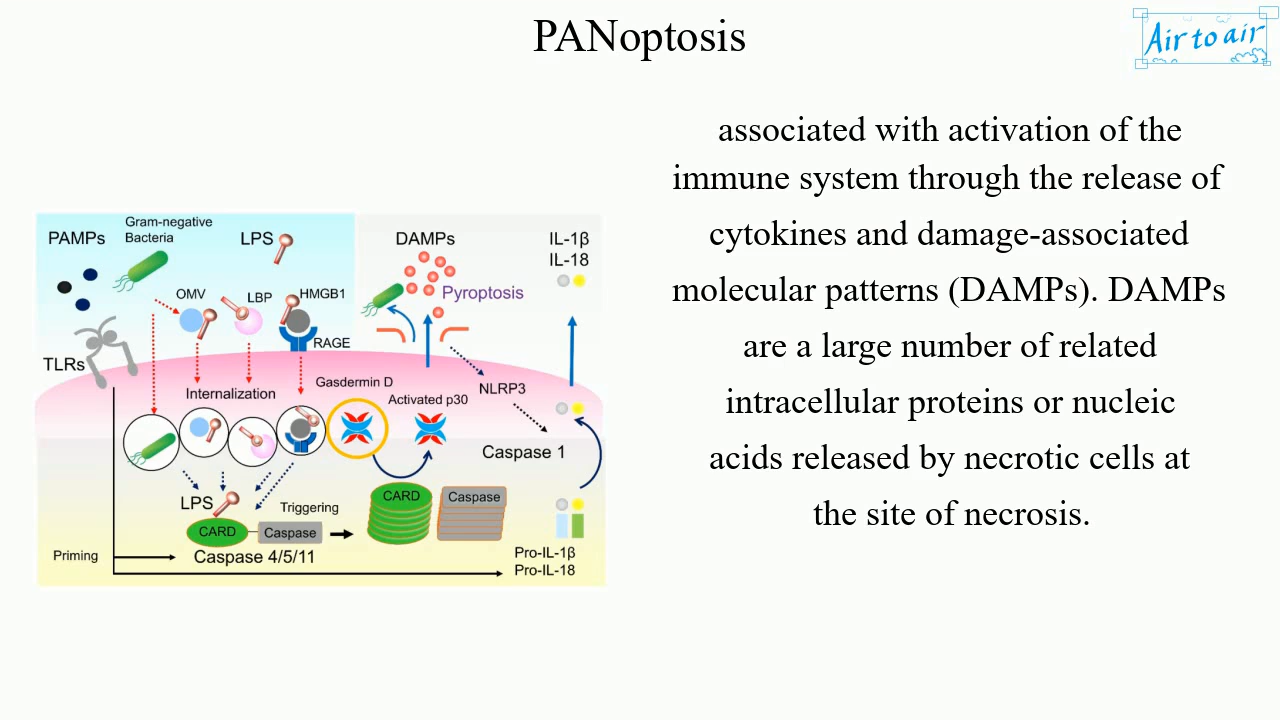 PANoptosis
Air to air
associated with activation of the
immune system through the release of
cytokines and damage-associated
molecular patterns (DAMPs). DAMPs
are a large number of related
intracellular proteins or nucleic
acids released by necrotic cells at
the site of necrosis.
PAMPs
Gram-negative
Bacteria
LPS
DAMPs
IL-1β
IL-18
OMV
LBP
HMGB1
Pyroptosis
RAGE
TLRs
Internalization
Gasdermin D
Activated p30
NLRP3
Caspase 1
LPS
Triggering
CARD
Caspase
CARD
Caspase
Priming
Caspase 4/5/11
Pro-IL-1β
Pro-IL-18